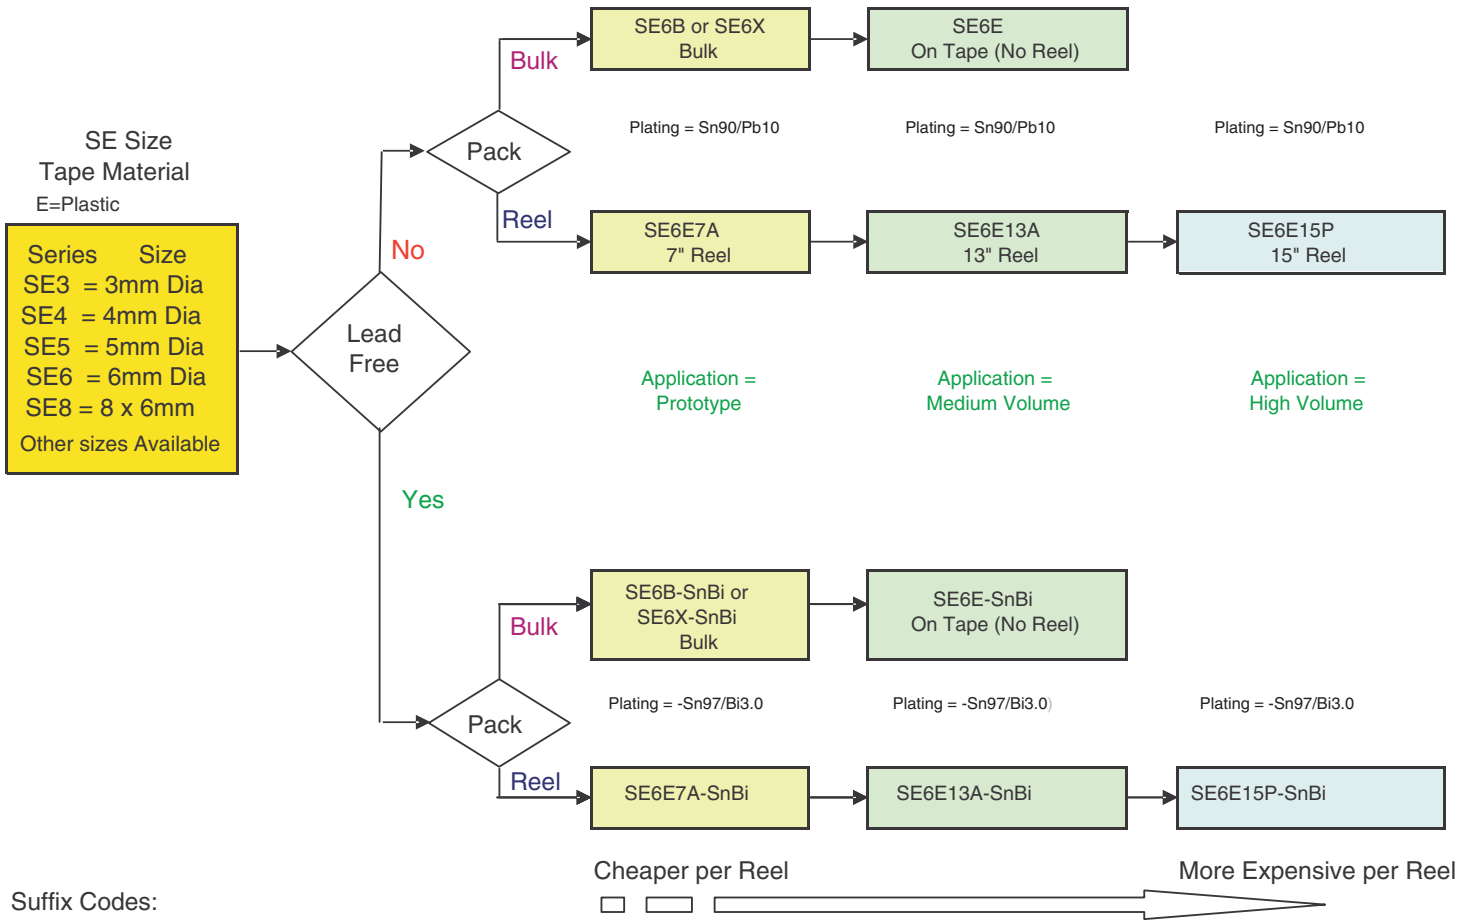 SE Size
Tape Material
E=Plastic
Series Size
SE3 = 3mm Dia
SE4 = 4mm Dia
SE5 = 5mm Dia
SE6 = 6mm Dia
SE8 = 8 x 6mm
Other sizes Available
Lead
Free
No
Yes
Pack
Bulk
Reel
SE6B or SE6X
Bulk
SE6E
On Tape (No Reel)
Plating = Sn90/Pb10
Plating = Sn90/Pb10
Plating = Sn90/Pb10
SE6E7A
7" Reel
SE6E13A
13" Reel
SE6E15P
15" Reel
Application =
Prototype
Application =
Medium Volume
Application =
High Volume
Pack
Bulk
Reel
SE6B-SnBi or
SE6X-SnBi
Bulk
SE6E-SnBi
On Tape (No Reel)
Plating = -Sn97/Bi3.0
Plating = -Sn97/Bi3.0)
Plating = -Sn97/Bi3.0
SE6E7A-SnBi
SE6E13A-SnBi
SE6E15P-SnBi
Cheaper per Reel
More Expensive per Reel
Suffix Codes: